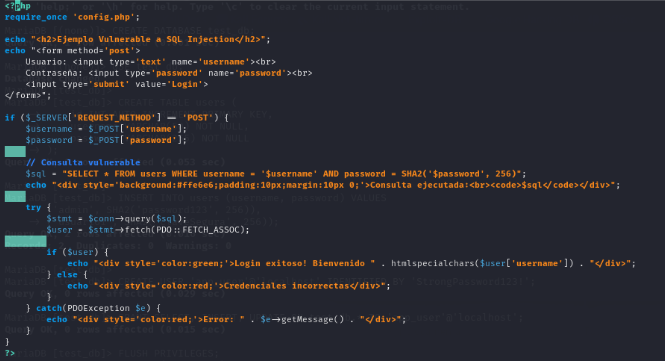 <?php
require_once 'config.php';
echo "<h2>Ejemplo Vulnerable a SQL Injection</h2>";
echo "<form method='post'>
Usuario: <input type='text' name='username'><br>
Contraseña: <input type='password' name='password'><br>
<input type='submit' value='Login'>
</form>";
if ($_SERVER['REQUEST_METHOD'] == 'POST') {
$username = $_POST['username'];
$password = $_POST['password'];
// Consulta vulnerable
$sql = "SELECT * FROM users WHERE username = '$username' AND password = SHA2('$password', 256)";
echo "<div style='background:#ffe6e6;padding:10px;margin:10px 0;'>Consulta ejecutada:<br><code>$sql</code></div>";
try {
$stmt = $conn->query($sql);
$user = $stmt->fetch(PDO::FETCH_ASSOC);
if ($user) {
echo "<div style='color:green;'>Login exitoso! Bienvenido " . htmlspecialchars($user['username']) . "</div>";
} else {
echo "<div style='color:red;'>Credenciales incorrectas</div>";
}
} catch(PDOException $e) {
echo "<div style='color:red;'>Error: " . $e->getMessage() . "</div>";
}
}
?>